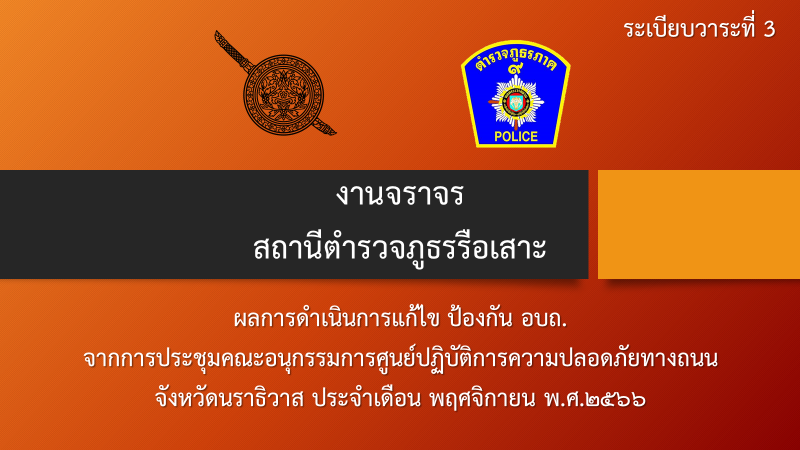 ระเบียบวาระที่ 3
ตำรวจภูธรภาค
๙
POLICE
งานจราจร
สถานีตำรวจภูธรรือเสาะ
ผลการดำเนินการแก้ไข ป้องกัน อบถ.
จากการประชุมคณะอนุกรรมการศูนย์ปฏิบัติการความปลอดภัยทางถนน
จังหวัดนราธิวาส ประจำเดือน พฤศจิกายน พ.ศ.๒๕๖๖